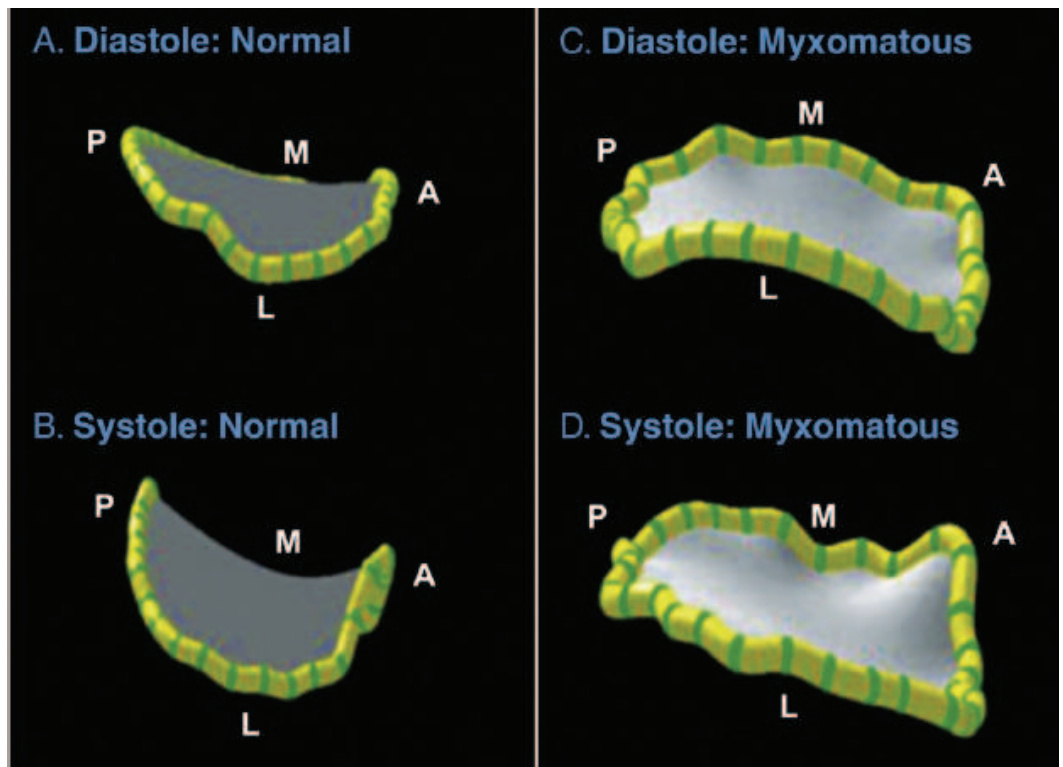 A. Diastole: Normal
P
M
A
L
B. Systole: Normal
P
M
A
L
C. Diastole: Myxomatous
M
P
A
L
D. Systole: Myxomatous
P
M
A
L